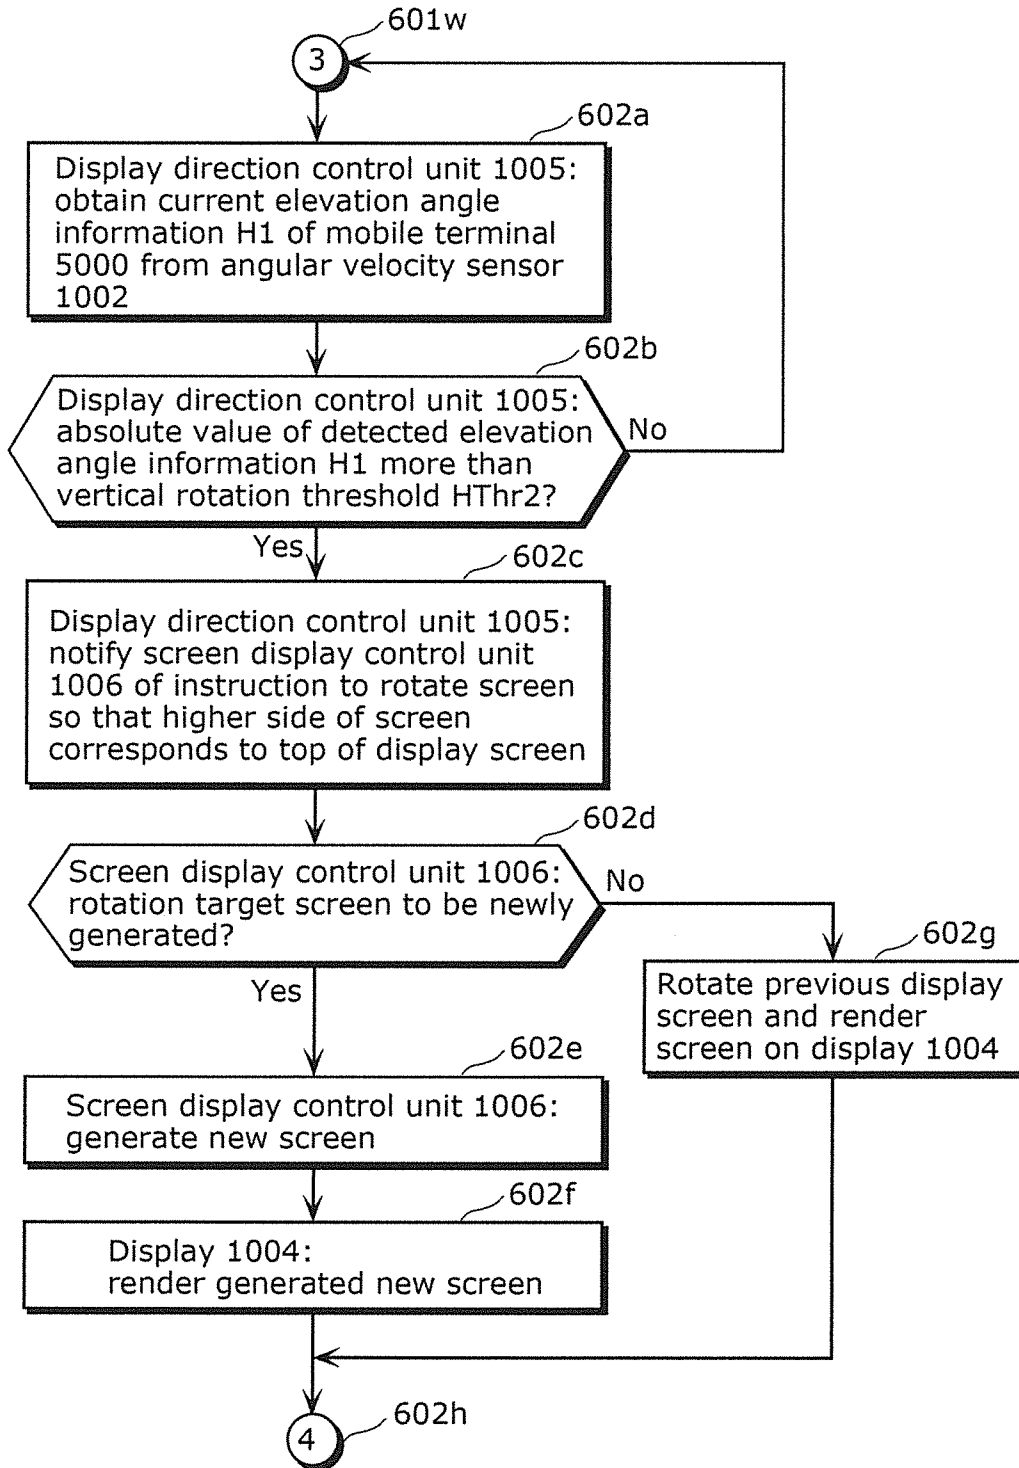 601w
3
602a
Display direction control unit 1005:
obtain current elevation angle
information H1 of mobile terminal
5000 from angular velocity sensor
1002
602b
Display direction control unit 1005:
absolute value of detected elevation
angle information H1 more than
vertical rotation threshold HThr2?
No
Yes
602c
Display direction control unit 1005:
notify screen display control unit
1006 of instruction to rotate screen
so that higher side of screen
corresponds to top of display screen
602d
Screen display control unit 1006:
rotation target screen to be newly
generated?
No
Yes
602g
Rotate previous display
screen and render
screen on display 1004
602e
Screen display control unit 1006:
generate new screen
602f
Display 1004:
render generated new screen
602h
4